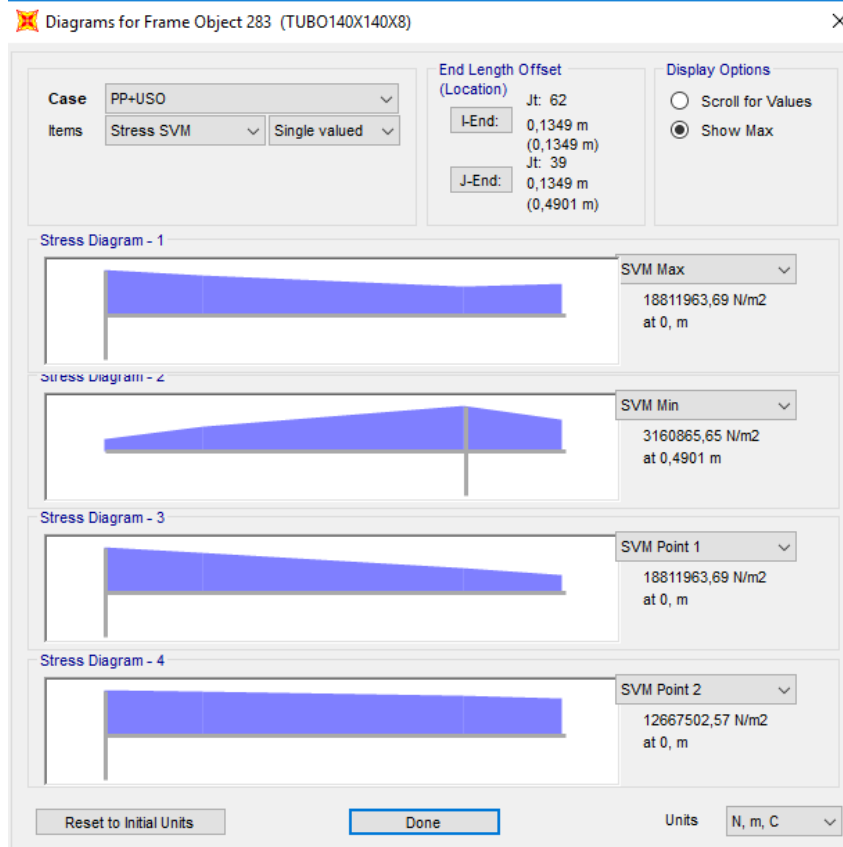 Diagrams for Frame Object 283 (TUBO140X140X8)
End Length Offset
(Location)
Display Options
Case PP+USO
Items Stress SVM Single valued
Jt: 62
I-End: 0,1349 m
(0,1349 m)
Jt: 39
J-End: 0,1349 m
(0,4901 m)
Scroll for Values
Show Max
Stress Diagram - 1
SVM Max
18811963,69 N/m2
at 0, m
Stress Diagram - 2
SVM Min
3160865,65 N/m2
at 0,4901 m
Stress Diagram - 3
SVM Point 1
18811963,69 N/m2
at 0, m
Stress Diagram - 4
SVM Point 2
12667502,57 N/m2
at 0, m
Reset to Initial Units
Done
Units N, m, C